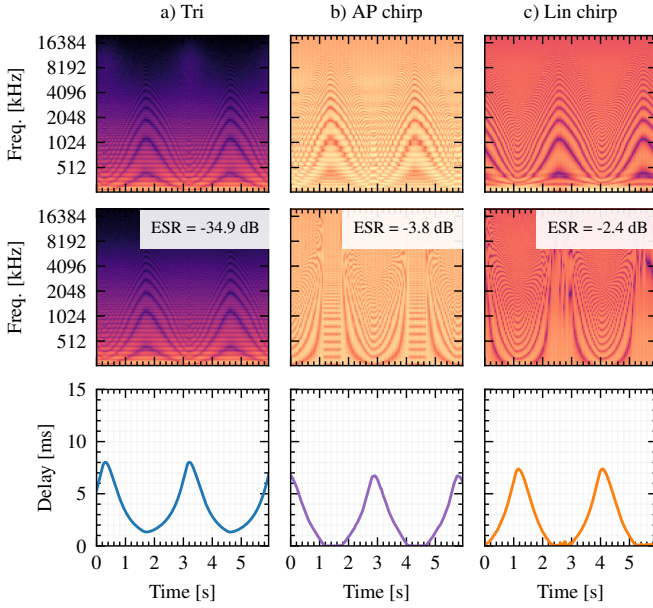 a) Tri
b) AP chirp
c) Lin chirp
Freq. [kHz]
16384
8192
4096
2048
1024
512
Freq. [kHz]
16384
8192
4096
2048
1024
512
ESR = -34.9 dB
ESR = -3.8 dB
ESR = -2.4 dB
Delay [ms]
15
10
5
0
0 1 2 3 4 5
0 1 2 3 4 5
0 1 2 3 4 5
Time [s]
Time [s]
Time [s]